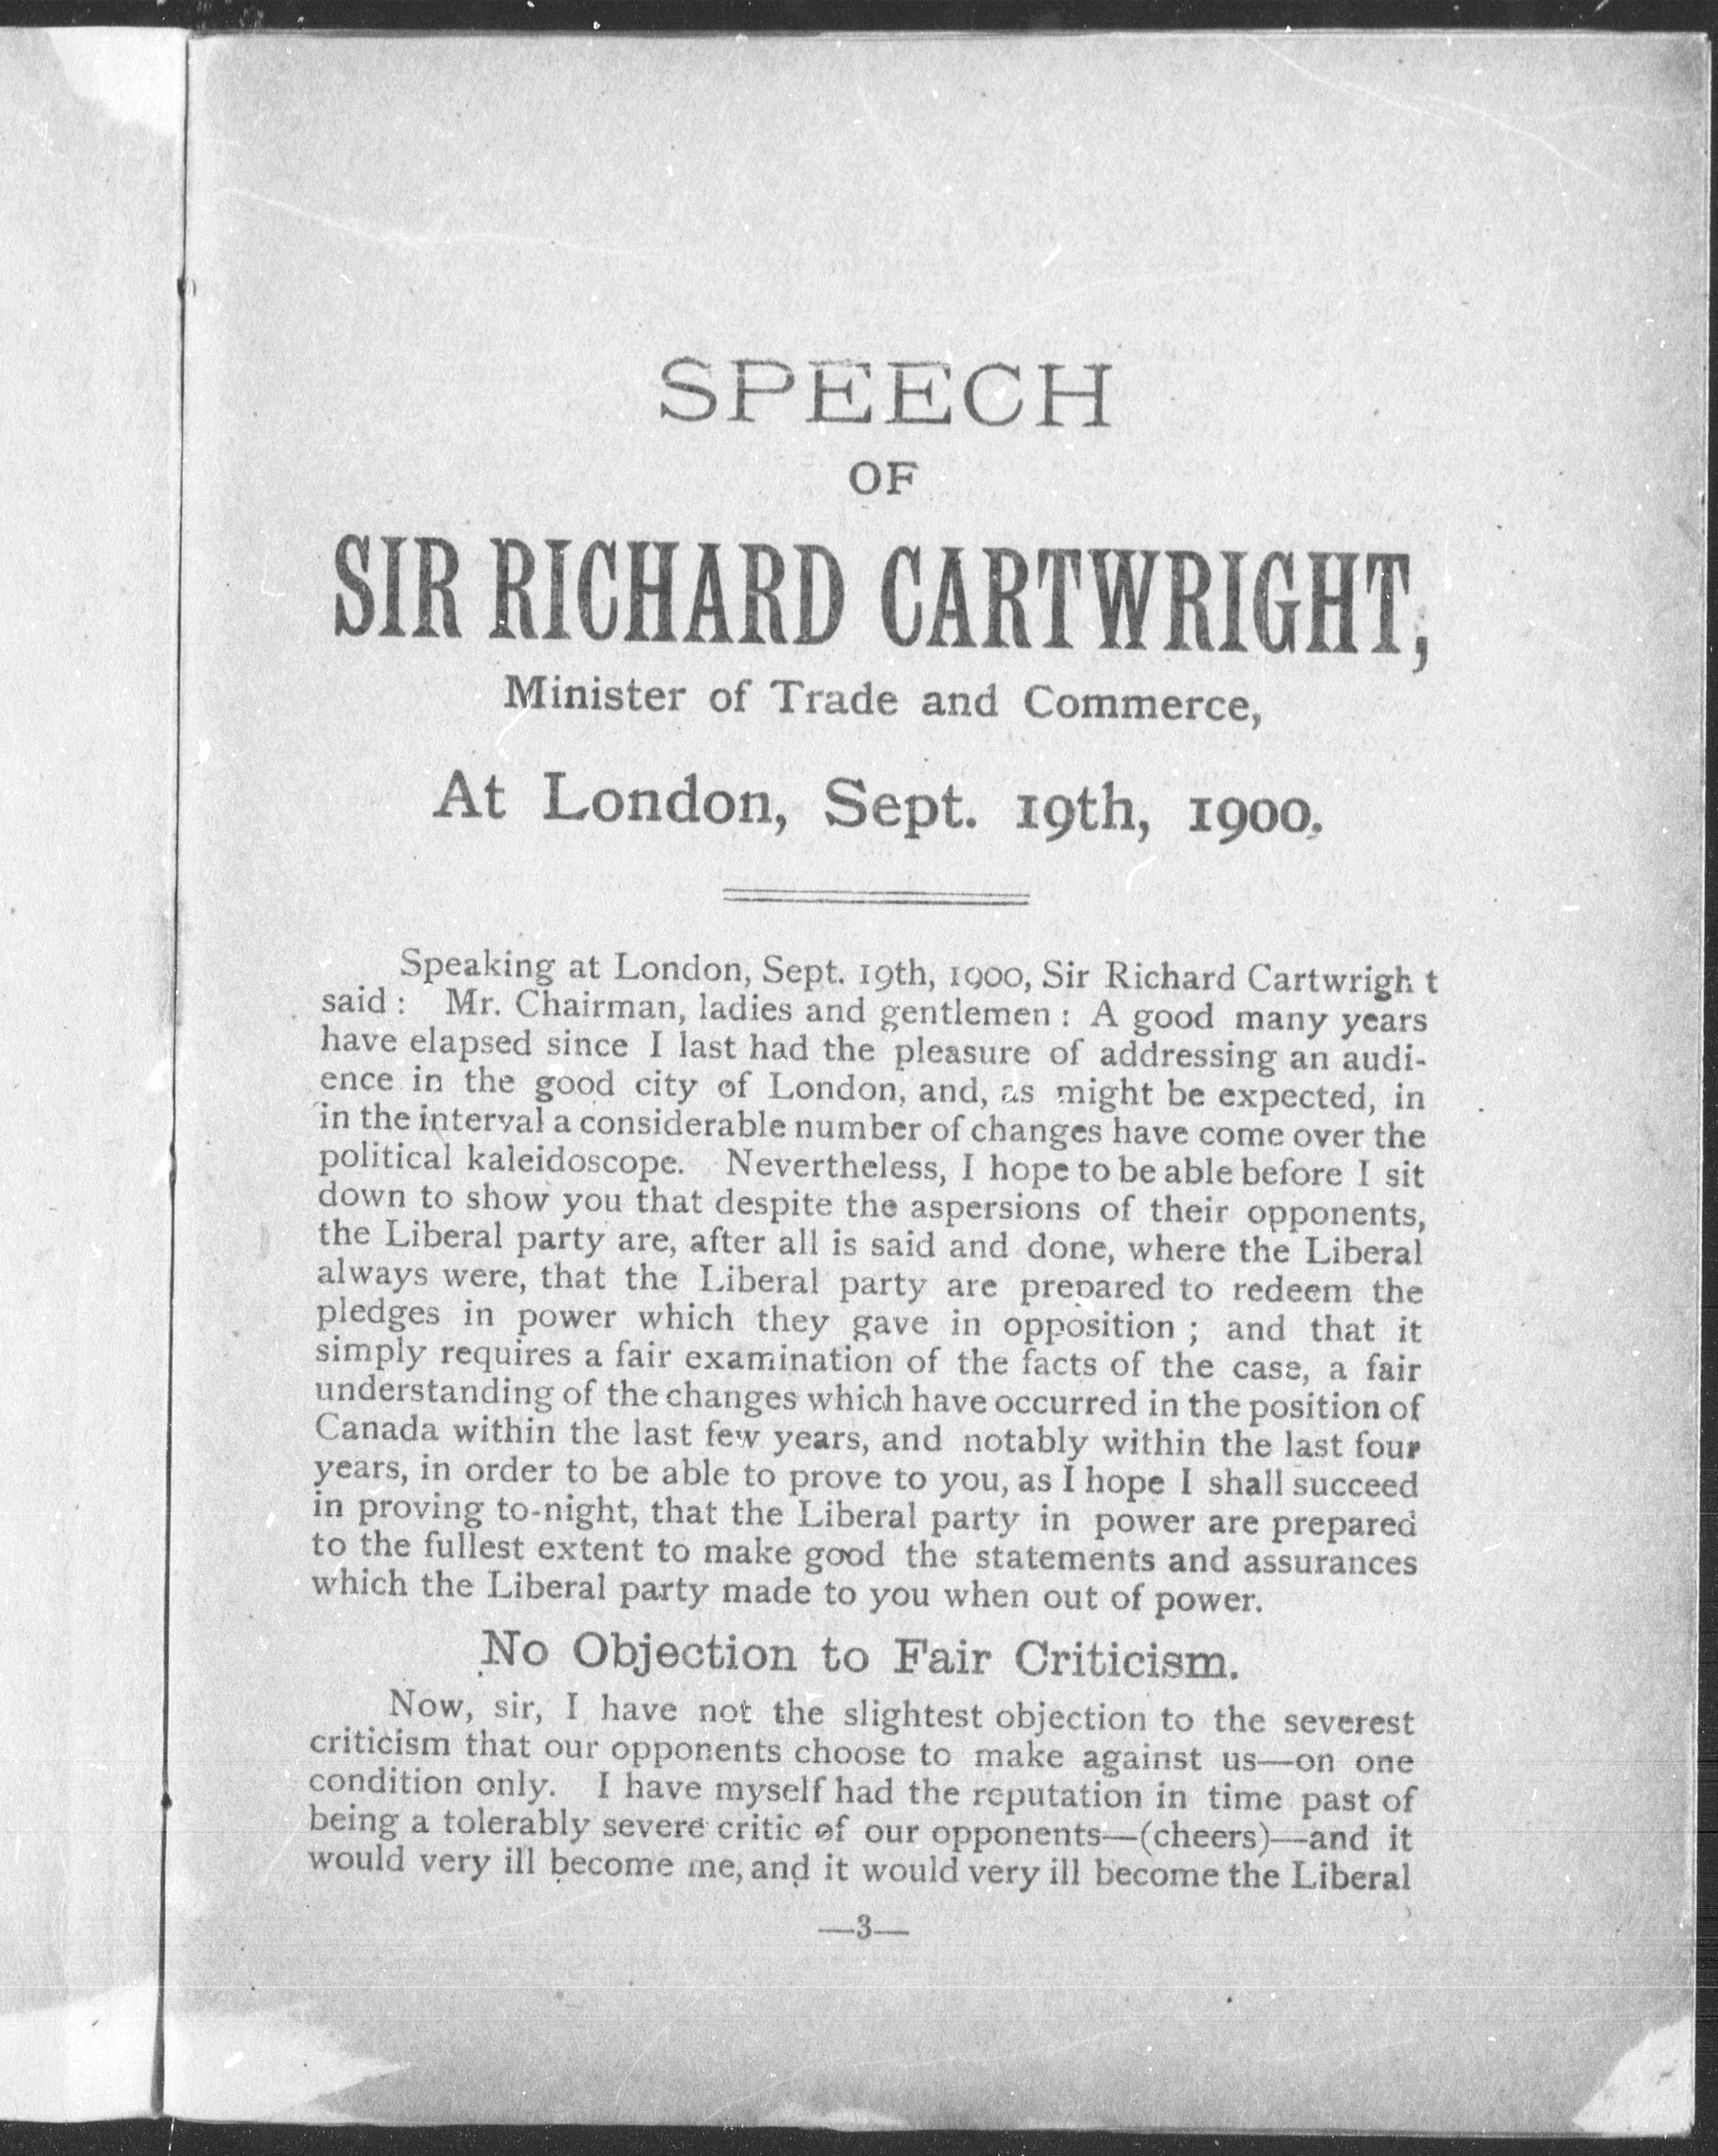 SPEECH
OF
SIR RICHARD CARTWRIGHT,
Minister of Trade and Commerce,
At London, Sept. 19th, 1900.
Speaking at London, Sept. 19th, 1900, Sir Richard Cartwrigh t
said : Mr. Chairman, ladies and gentlemen : A good many years
have elapsed since I last had the pleasure of addressing an audi-
ence in the good city of London, and, as might be expected, in
in the interval a considerable number of changes have come over the
political kaleidoscope. Nevertheless, I hope to be able before I sit
down to show you that despite the aspersions of their opponents,
the Liberal party are, after all is said and done, where the Liberal
always were, that the Liberal party are prepared to redeem the
pledges in power which they gave in opposition ; and that it
simply requires a fair examination of the facts of the case, a fair
understanding of the changes which have occurred in the position of
Canada within the last few years, and notably within the last four
years, in order to be able to prove to you, as I hope I shall succeed
in proving to-night, that the Liberal party in power are prepared
to the fullest extent to make good the statements and assurances
which the Liberal party made to you when out of power.
No Objection to Fair Criticism.
Now, sir, I have not the slightest objection to the severest
criticism that our opponents choose to make against us—on one
condition only. I have myself had the reputation in time past of
being a tolerably severe critic of our opponents—(cheers)—and it
would very ill become me, and it would very ill become the Liberal
—3—